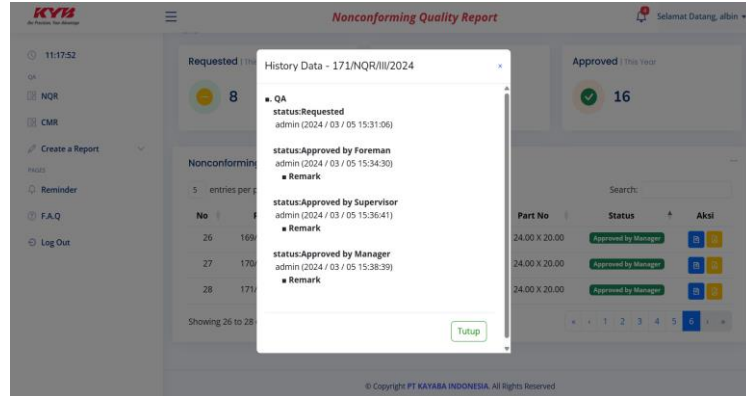 KYB
Our Precision, Your Advantage
Nonconforming Quality Report
Selamat Datang, albin
11:17:52
QA
NQR
CMR
Create a Report
PAGES
Reminder
F.A.Q
Log Out
Requested | This
8
Approved | This Year
16
History Data - 171/NQR/III/2024
×
■. QA
status:Requested
admin (2024 / 03 / 05 15:31:06)
status:Approved by Foreman
admin (2024 / 03 / 05 15:34:30)
■ Remark
status:Approved by Supervisor
admin (2024 / 03 / 05 15:36:41)
■ Remark
status:Approved by Manager
admin (2024 / 03 / 05 15:38:39)
■ Remark
Tutup
Nonconforming
5 entries per p
Search:
No Part No Status Aksi
26 169/ 24.00 X 20.00 Approved by Manager
27 170/ 24.00 X 20.00 Approved by Manager
28 171/ 24.00 X 20.00 Approved by Manager
Showing 26 to 28
« ‹ 1 2 3 4 5 6 › »
© Copyright PT KAYABA INDONESIA. All Rights Reserved